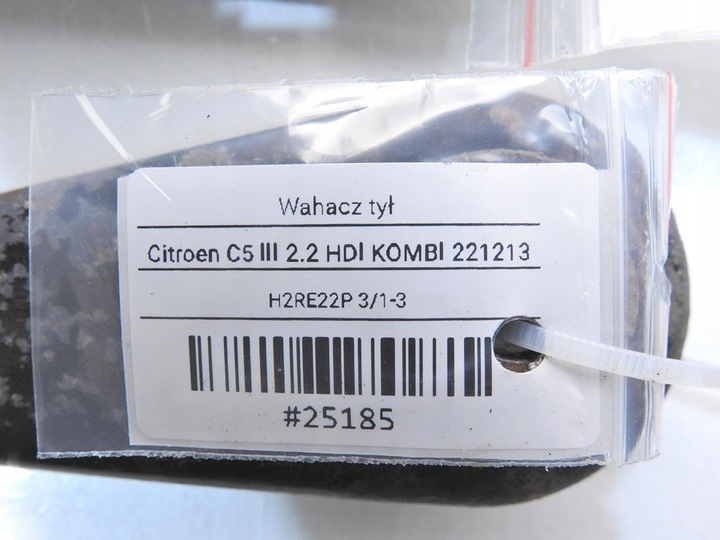 Wahacz tył
Citroen C5 III 2.2 HDI KOMBI 221213
H2RE22P 3/1-3
#25185